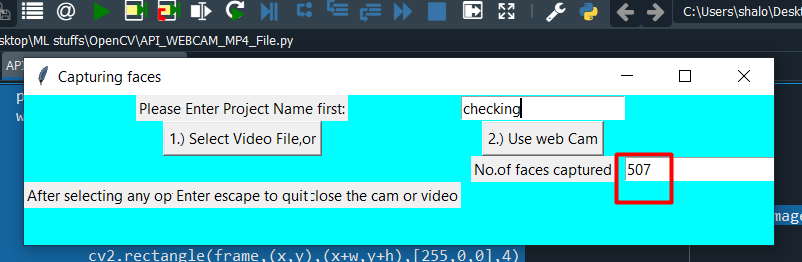 C:\Users\shalo\Deskt
sktop\ML stuffs\OpenCV\API_WEBCAM_MP4_File.py
API
Capturing faces
Please Enter Project Name first: checking
1.) Select Video File,or 2.) Use web Cam
No.of faces captured 507
After selecting any op Enter escape to quit close the cam or video
image
cv2.rectangle(frame,(x,y),(x+w,y+h),[255,0,0],4)